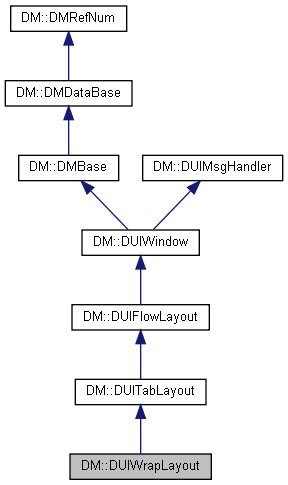 DM::DMRefNum
DM::DMDataBase
DM::DMBase
DM::DUIMsgHandler
DM::DUIWindow
DM::DUIFlowLayout
DM::DUITabLayout
DM::DUIWrapLayout